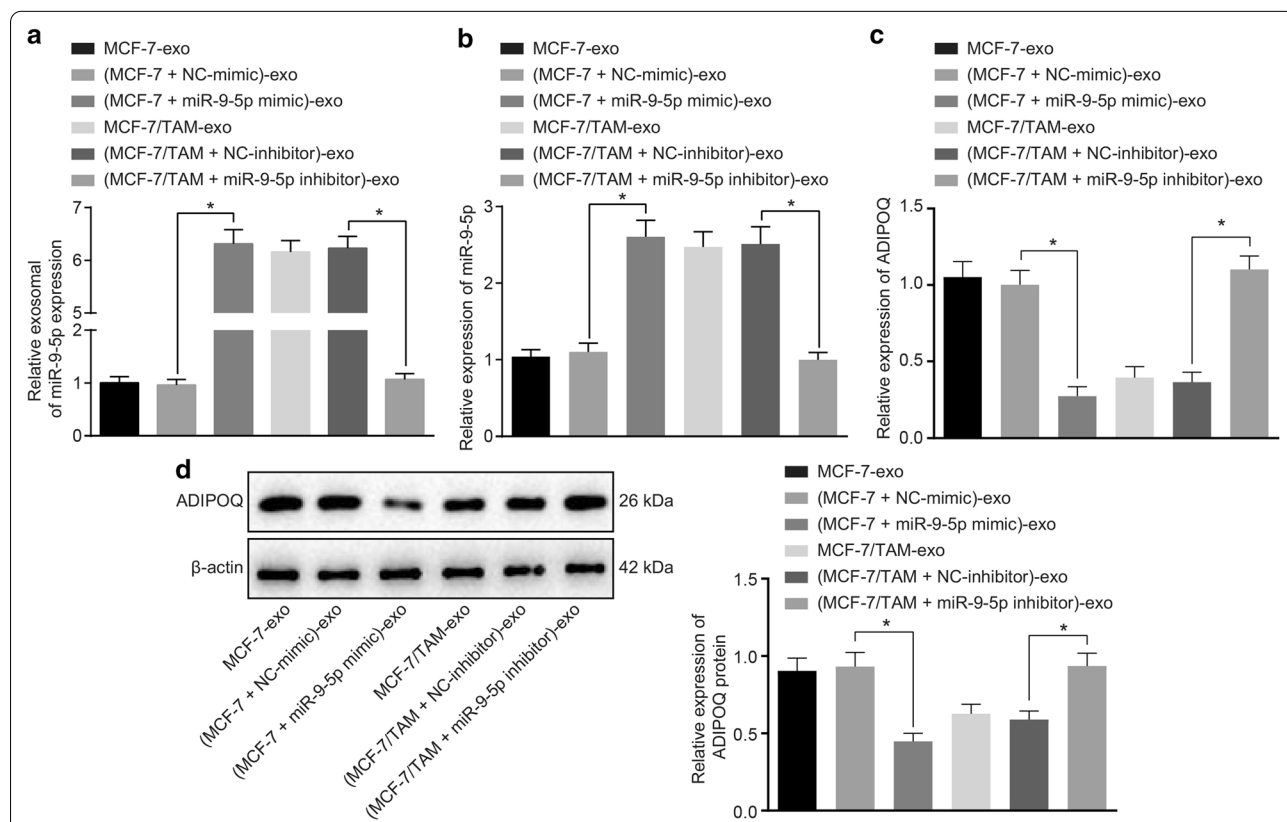 a
MCF-7-exo
(MCF-7 + NC-mimic)-exo
(MCF-7 + miR-9-5p mimic)-exo
MCF-7/TAM-exo
(MCF-7/TAM + NC-inhibitor)-exo
(MCF-7/TAM + miR-9-5p inhibitor)-exo
Relative exosomal
of miR-9-5p expression
7
6
5
2
1
0
*
*
b
MCF-7-exo
(MCF-7 + NC-mimic)-exo
(MCF-7 + miR-9-5p mimic)-exo
MCF-7/TAM-exo
(MCF-7/TAM + NC-inhibitor)-exo
(MCF-7/TAM + miR-9-5p inhibitor)-exo
Relative expression of miR-9-5p
3
2
1
0
*
*
c
MCF-7-exo
(MCF-7 + NC-mimic)-exo
(MCF-7 + miR-9-5p mimic)-exo
MCF-7/TAM-exo
(MCF-7/TAM + NC-inhibitor)-exo
(MCF-7/TAM + miR-9-5p inhibitor)-exo
Relative expression of ADIPOQ
1.5
1.0
0.5
0.0
*
*
d
ADIPOQ
26 kDa
β-actin
42 kDa
MCF-7-exo
(MCF-7 + NC-mimic)-exo
(MCF-7 + miR-9-5p mimic)-exo
MCF-7/TAM-exo
(MCF-7/TAM + NC-inhibitor)-exo
(MCF-7/TAM + miR-9-5p inhibitor)-exo
MCF-7-exo
(MCF-7 + NC-mimic)-exo
(MCF-7 + miR-9-5p mimic)-exo
MCF-7/TAM-exo
(MCF-7/TAM + NC-inhibitor)-exo
(MCF-7/TAM + miR-9-5p inhibitor)-exo
Relative expression of
ADIPOQ protein
1.5
1.0
0.5
0.0
*
*